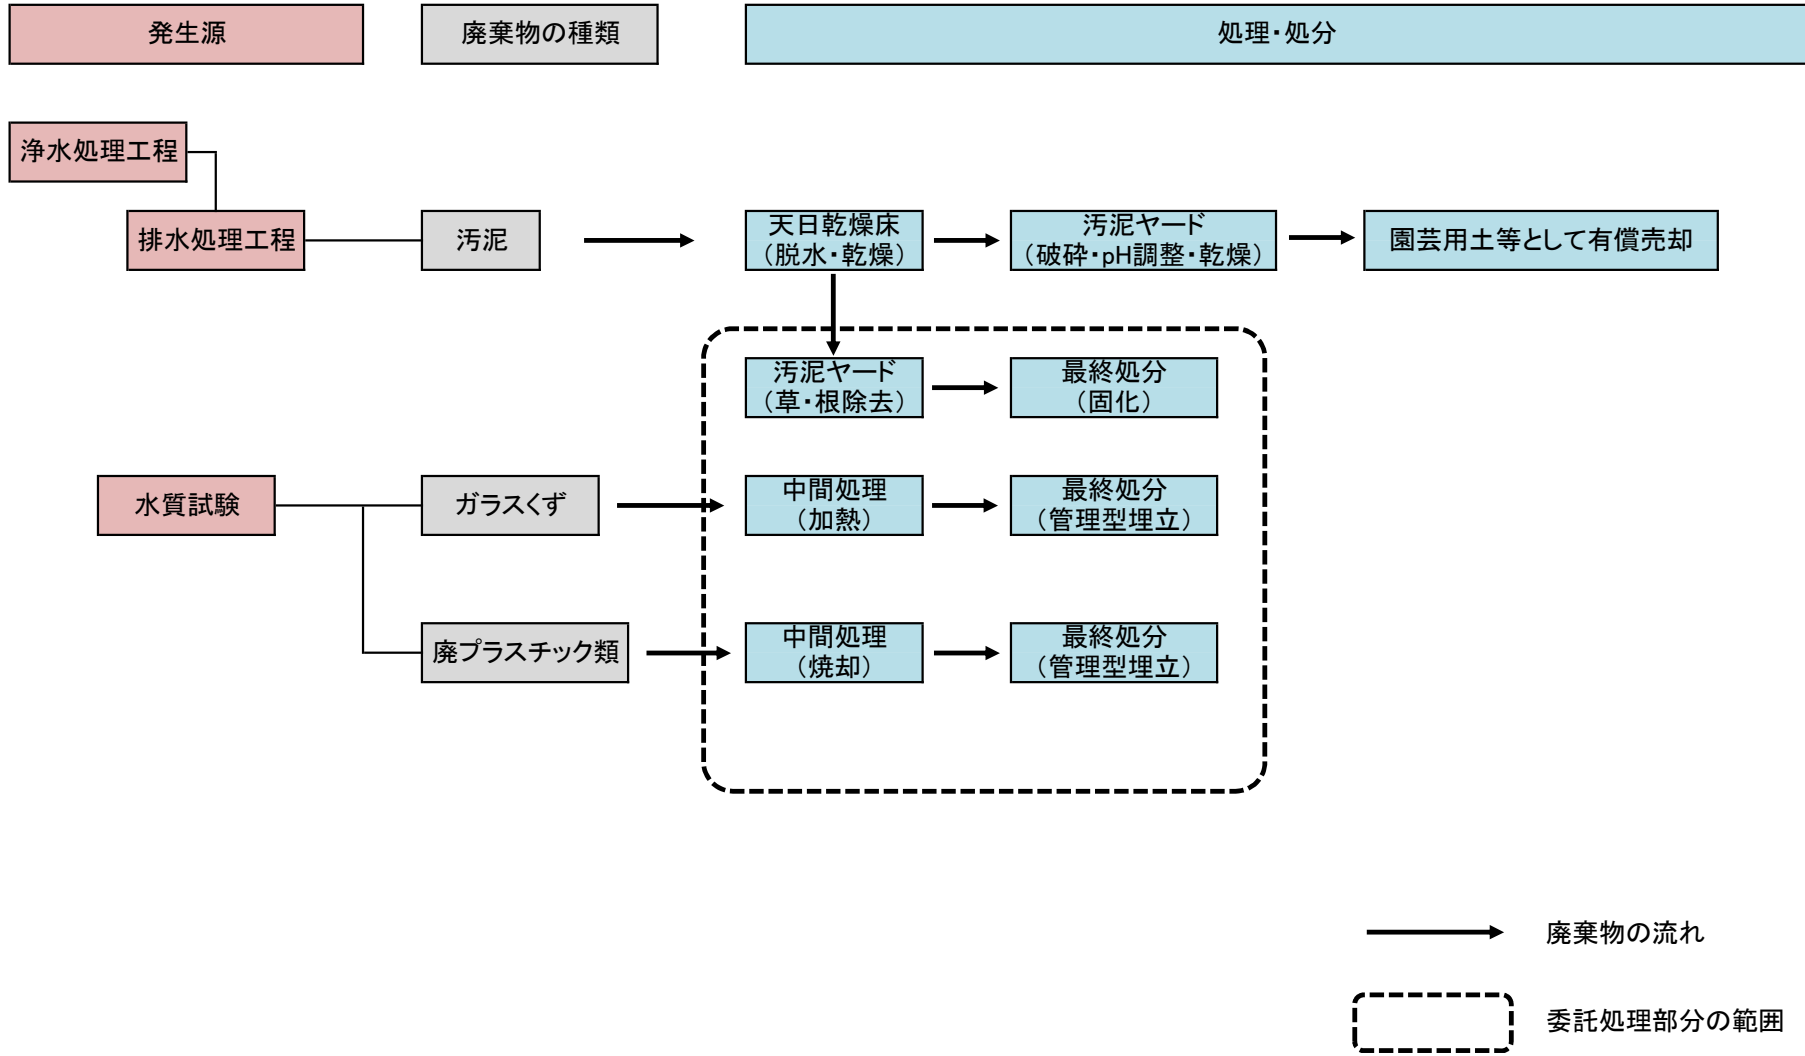 発生源
廃棄物の種類
処理・処分
浄水処理工程
排水処理工程
汚泥
天日乾燥床
（脱水・乾燥）
汚泥ヤード
（破砕・pH調整・乾燥）
園芸用土等として有償売却
汚泥ヤード
（草・根除去）
最終処分
（固化）
水質試験
ガラスくず
中間処理
（加熱）
最終処分
（管理型埋立）
廃プラスチック類
中間処理
（焼却）
最終処分
（管理型埋立）
廃棄物の流れ
委託処理部分の範囲